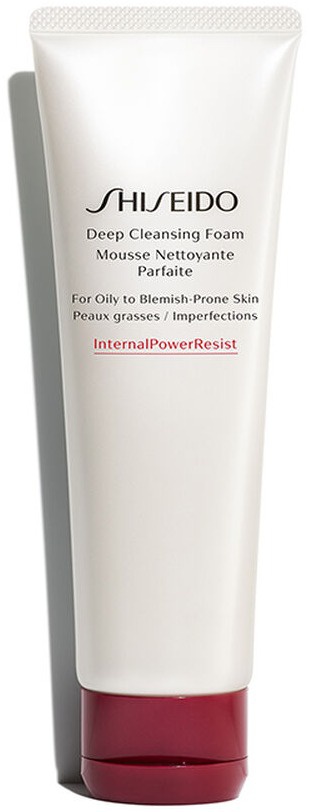 SHISEIDO
Deep Cleansing Foam
Mousse Nettoyante
Parfaite
For Oily to Blemish-Prone Skin
Peaux grasses / Imperfections
InternalPowerResist